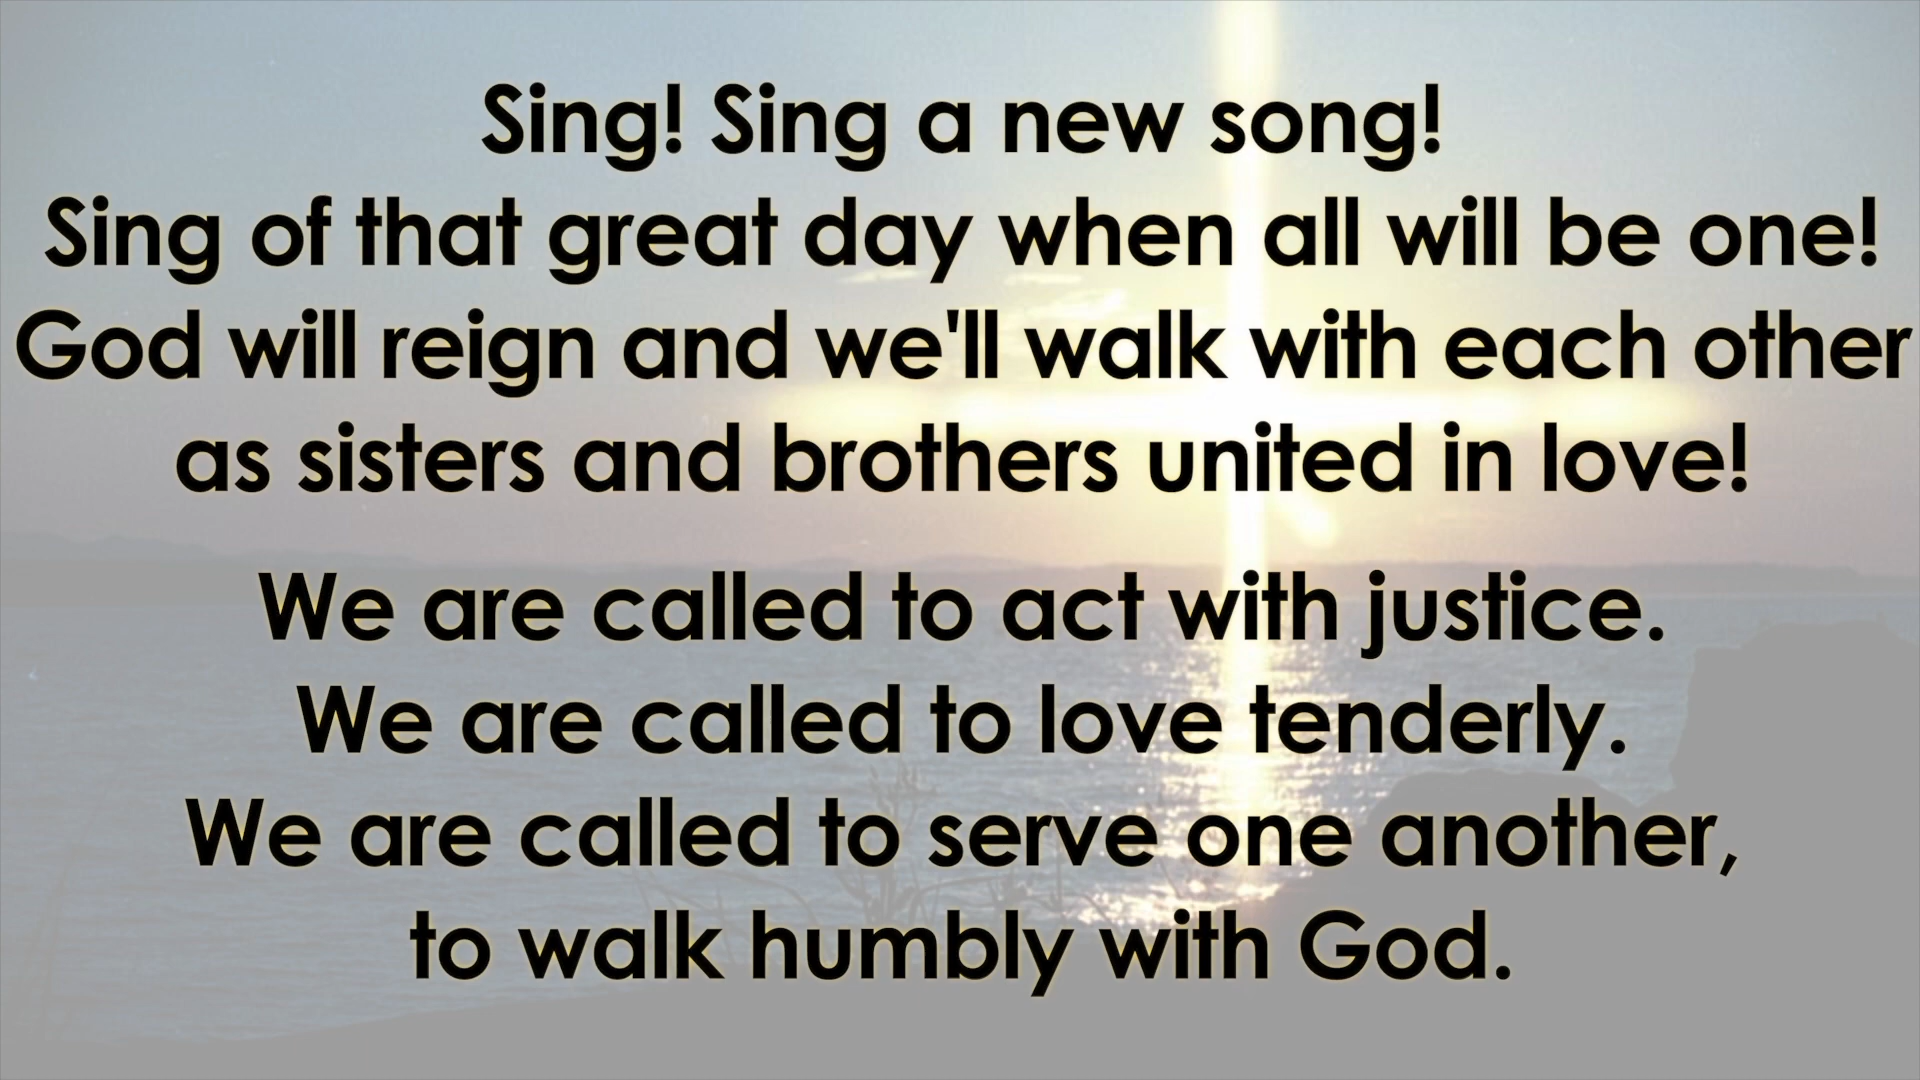 Sing! Sing a new song!
Sing of that great day when all will be one!
God will reign and we'll walk with each other
as sisters and brothers united in love!
We are called to act with justice.
We are called to love tenderly.
We are called to serve one another,
to walk humbly with God.